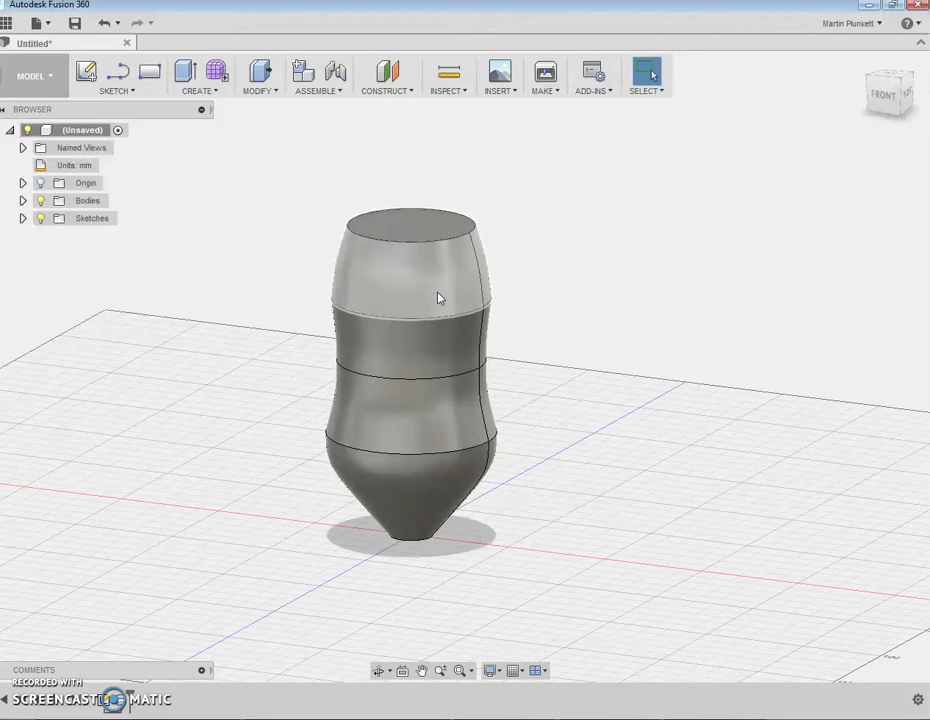 Autodesk Fusion 360
Martin Plunkett
Untitled*
MODEL
SKETCH
CREATE
MODIFY
ASSEMBLE
CONSTRUCT
INSPECT
INSERT
MAKE
ADD-INS
SELECT
BROWSER
FRONT
(Unsaved)
Named Views
Units: mm
Origin
Bodies
Sketches
COMMENTS
RECORDED WITH
SCREENCAST MATIC